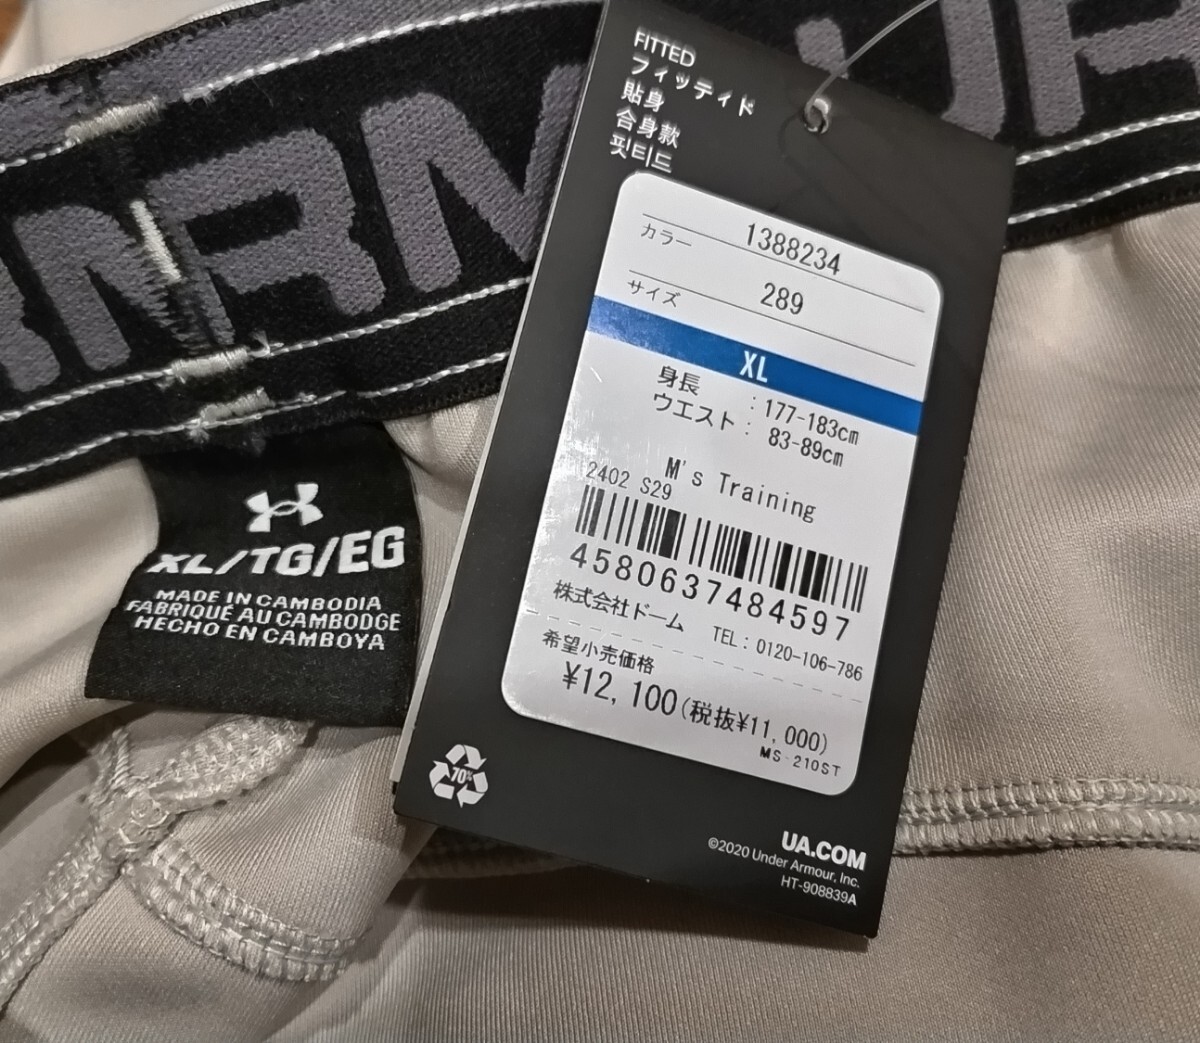 ARM
UR
FITTED
フィッティド
貼身
合身款
핏티드
1388234
カラー
289
サイズ
XL
身長 : 177-183cm
ウエスト : 83-89cm
M's Training
2402 S29
4580637484597
株式会社ドーム TEL: 0120-106-786
希望小売価格
¥12,100(税抜¥11,000)
MS-210ST
70%
UA.COM
©2020 Under Armour, Inc.
HT-908839A
XL/TG/EG
MADE IN CAMBODIA
FABRIQUÉ AU CAMBODGE
HECHO EN CAMBOYA